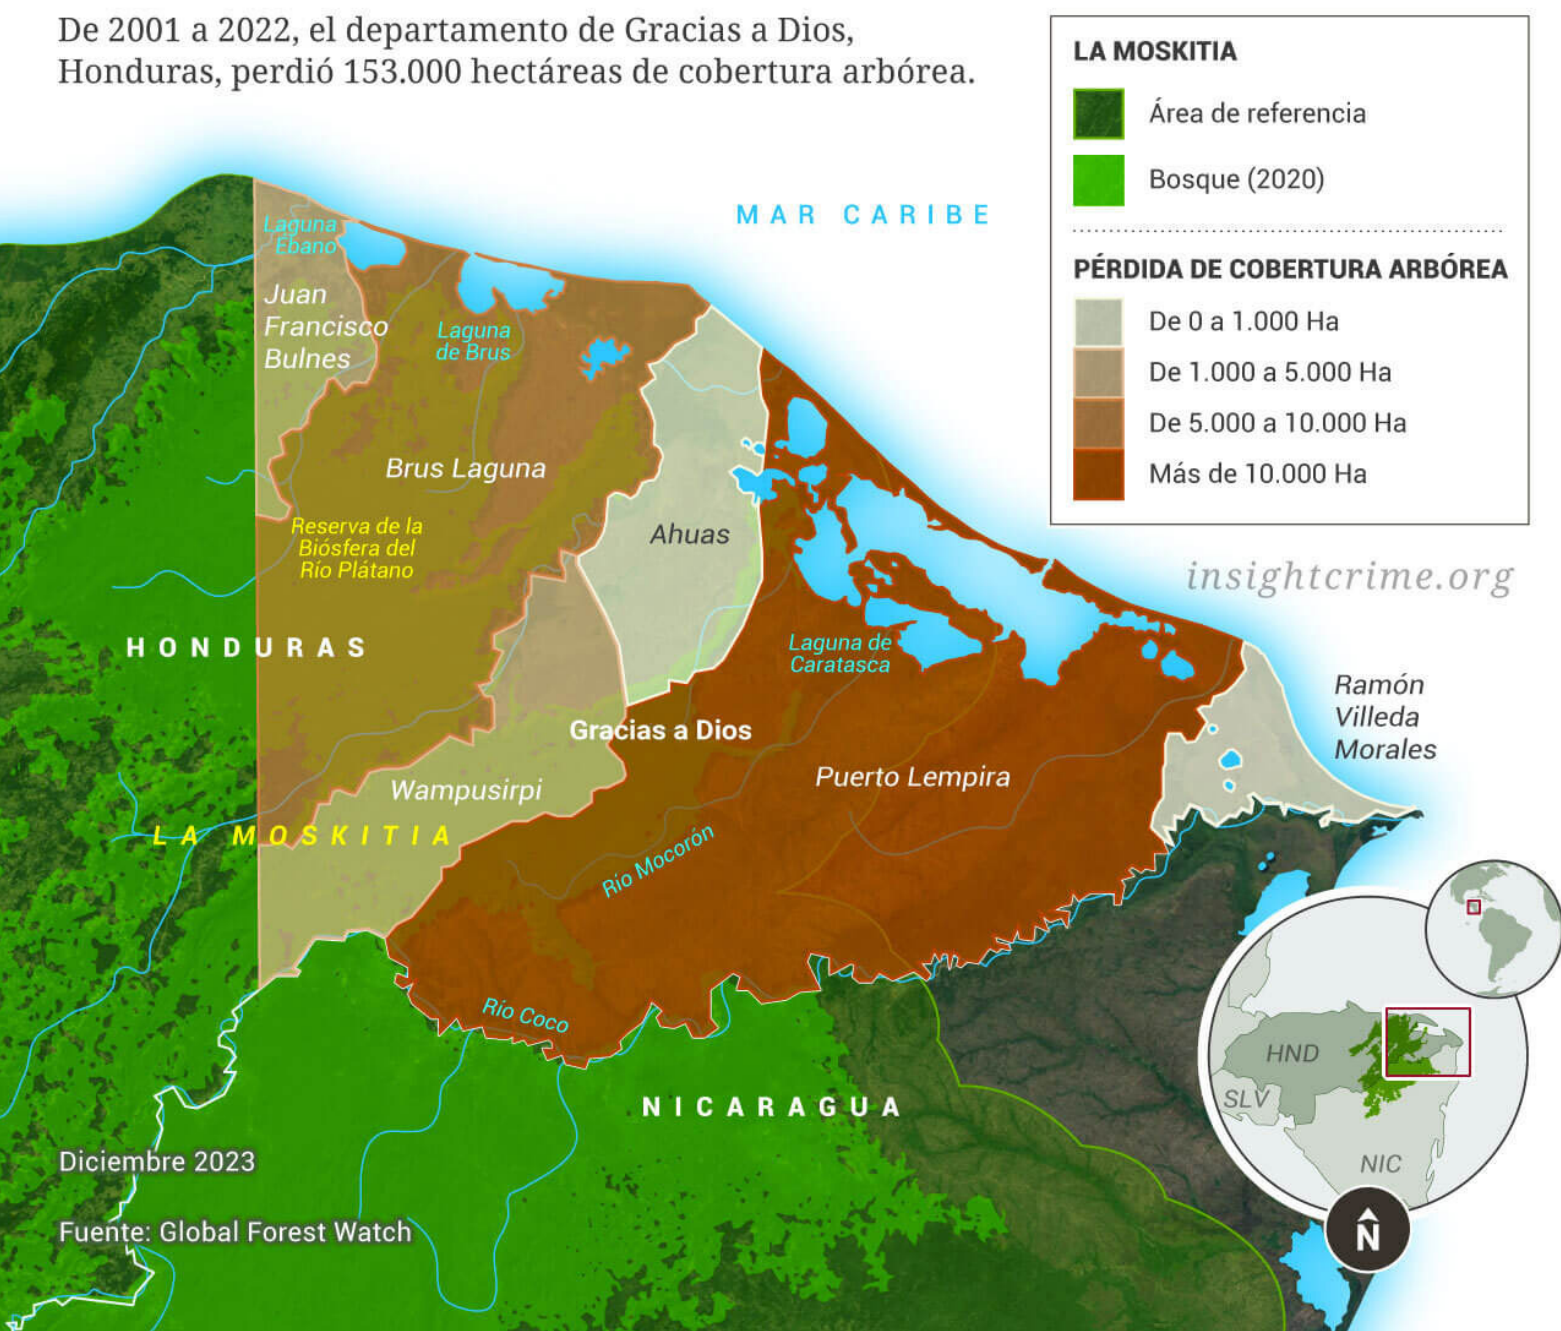 De 2001 a 2022, el departamento de Gracias a Dios,
Honduras, perdió 153.000 hectáreas de cobertura arbórea.
LA MOSKITIA
Área de referencia
Bosque (2020)
PÉRDIDA DE COBERTURA ARBÓREA
De 0 a 1.000 Ha
De 1.000 a 5.000 Ha
De 5.000 a 10.000 Ha
Más de 10.000 Ha
MAR CARIBE
Laguna
Ébano
Juan
Francisco
Bulnes
Laguna
de Brus
Brus Laguna
Reserva de la
Biósfera del
Río Plátano
Ahuas
insightcrime.org
HONDURAS
Laguna de
Caratasca
Ramón
Villeda
Morales
Gracias a Dios
Puerto Lempira
Wampusirpi
LA MOSKITIA
Río Mocorón
Río Coco
NICARAGUA
HND
SLV
NIC
N
Diciembre 2023
Fuente: Global Forest Watch